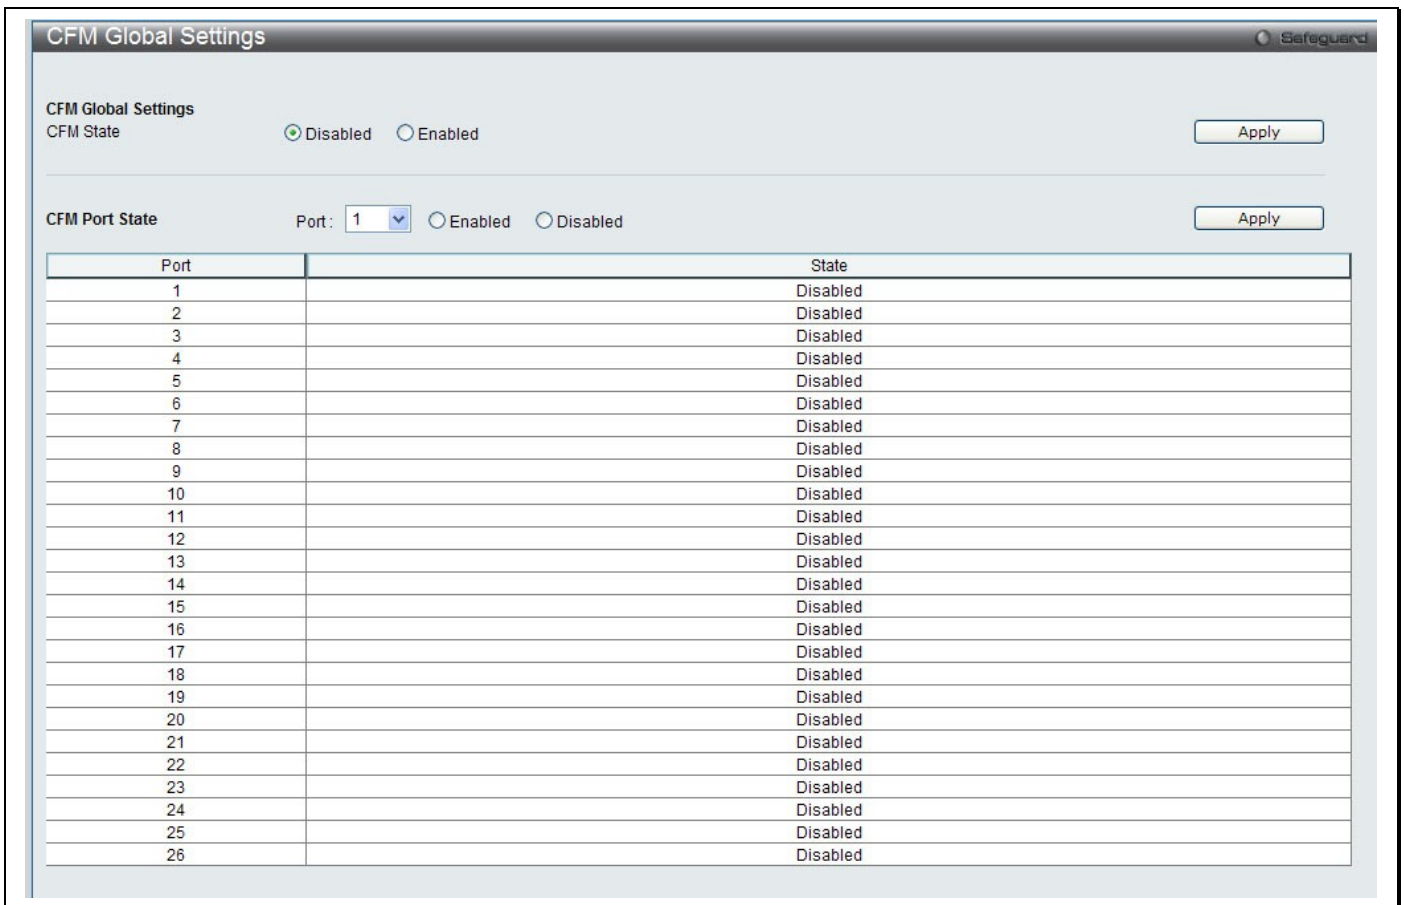 CFM Global Settings
Safeguard
CFM Global Settings
CFM State Disabled Enabled Apply
CFM Port State Port : 1 Enabled Disabled Apply
Port State
1 Disabled
2 Disabled
3 Disabled
4 Disabled
5 Disabled
6 Disabled
7 Disabled
8 Disabled
9 Disabled
10 Disabled
11 Disabled
12 Disabled
13 Disabled
14 Disabled
15 Disabled
16 Disabled
17 Disabled
18 Disabled
19 Disabled
20 Disabled
21 Disabled
22 Disabled
23 Disabled
24 Disabled
25 Disabled
26 Disabled